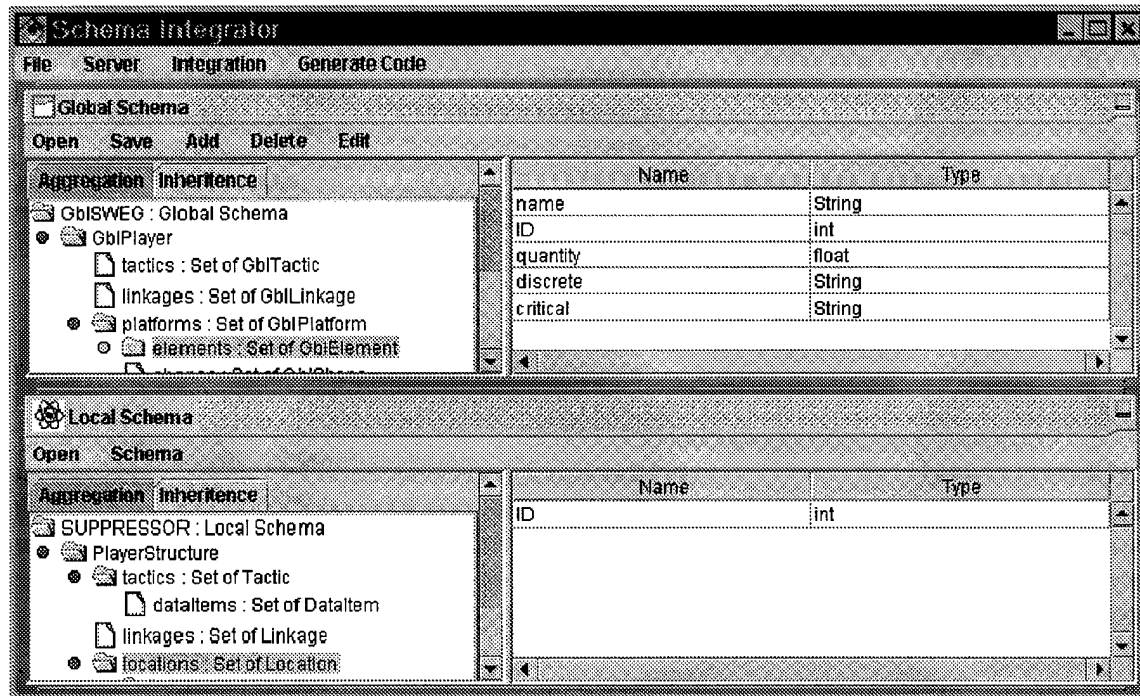 Schema Integrator
File Server Integration Generate Code
Global Schema
Open Save Add Delete Edit
Aggregation Inheritence
GblSWEG : Global Schema
GblPlayer
tactics : Set of GblTactic
linkages : Set of GblLinkage
platforms : Set of GblPlatform
elements : Set of GblElement
Name Type
name String
ID int
quantity float
discrete String
critical String
Local Schema
Open Schema
Aggregation Inheritence
SUPPRESSOR : Local Schema
PlayerStructure
tactics : Set of Tactic
dataItems : Set of DataItem
linkages : Set of Linkage
locations : Set of Location
Name Type
ID int